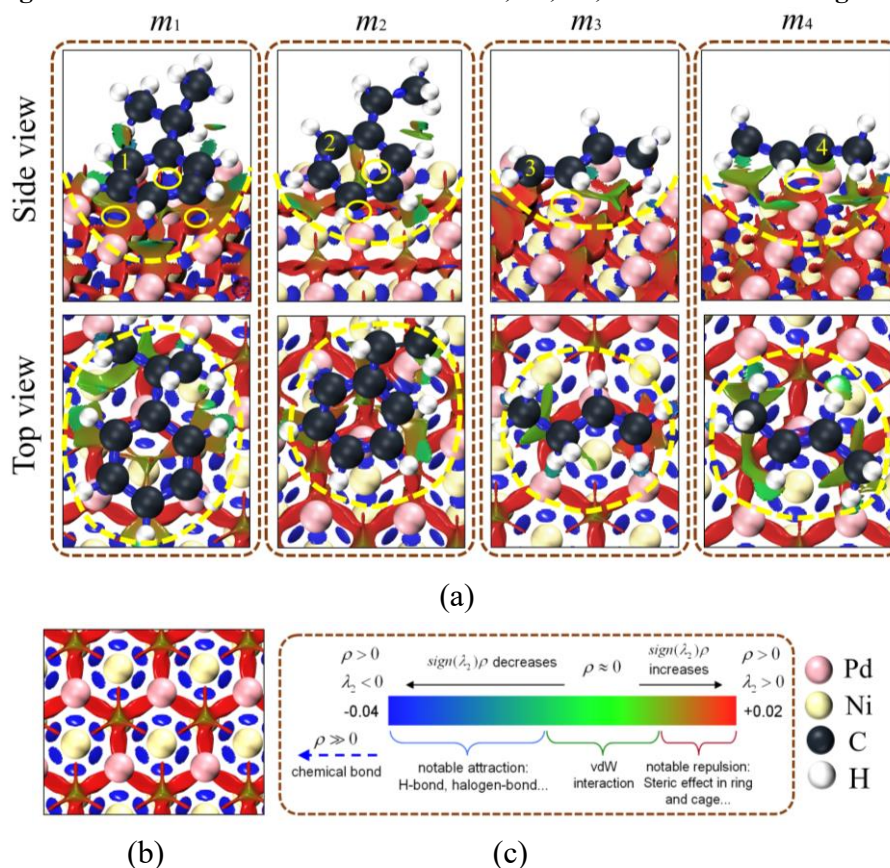 m1 m2 m3 m4
Side view
1 2 3 4
Top view
(a)
ρ > 0 sign(λ₂)ρ decreases ρ ≈ 0 sign(λ₂)ρ increases ρ > 0
λ₂ < 0 λ₂ > 0
-0.04 +0.02
ρ ≫ 0
chemical bond
notable attraction:
H-bond, halogen-bond...
vdW
interaction
notable repulsion:
Steric effect in ring
and cage...
Pd
Ni
C
H
(b) (c)